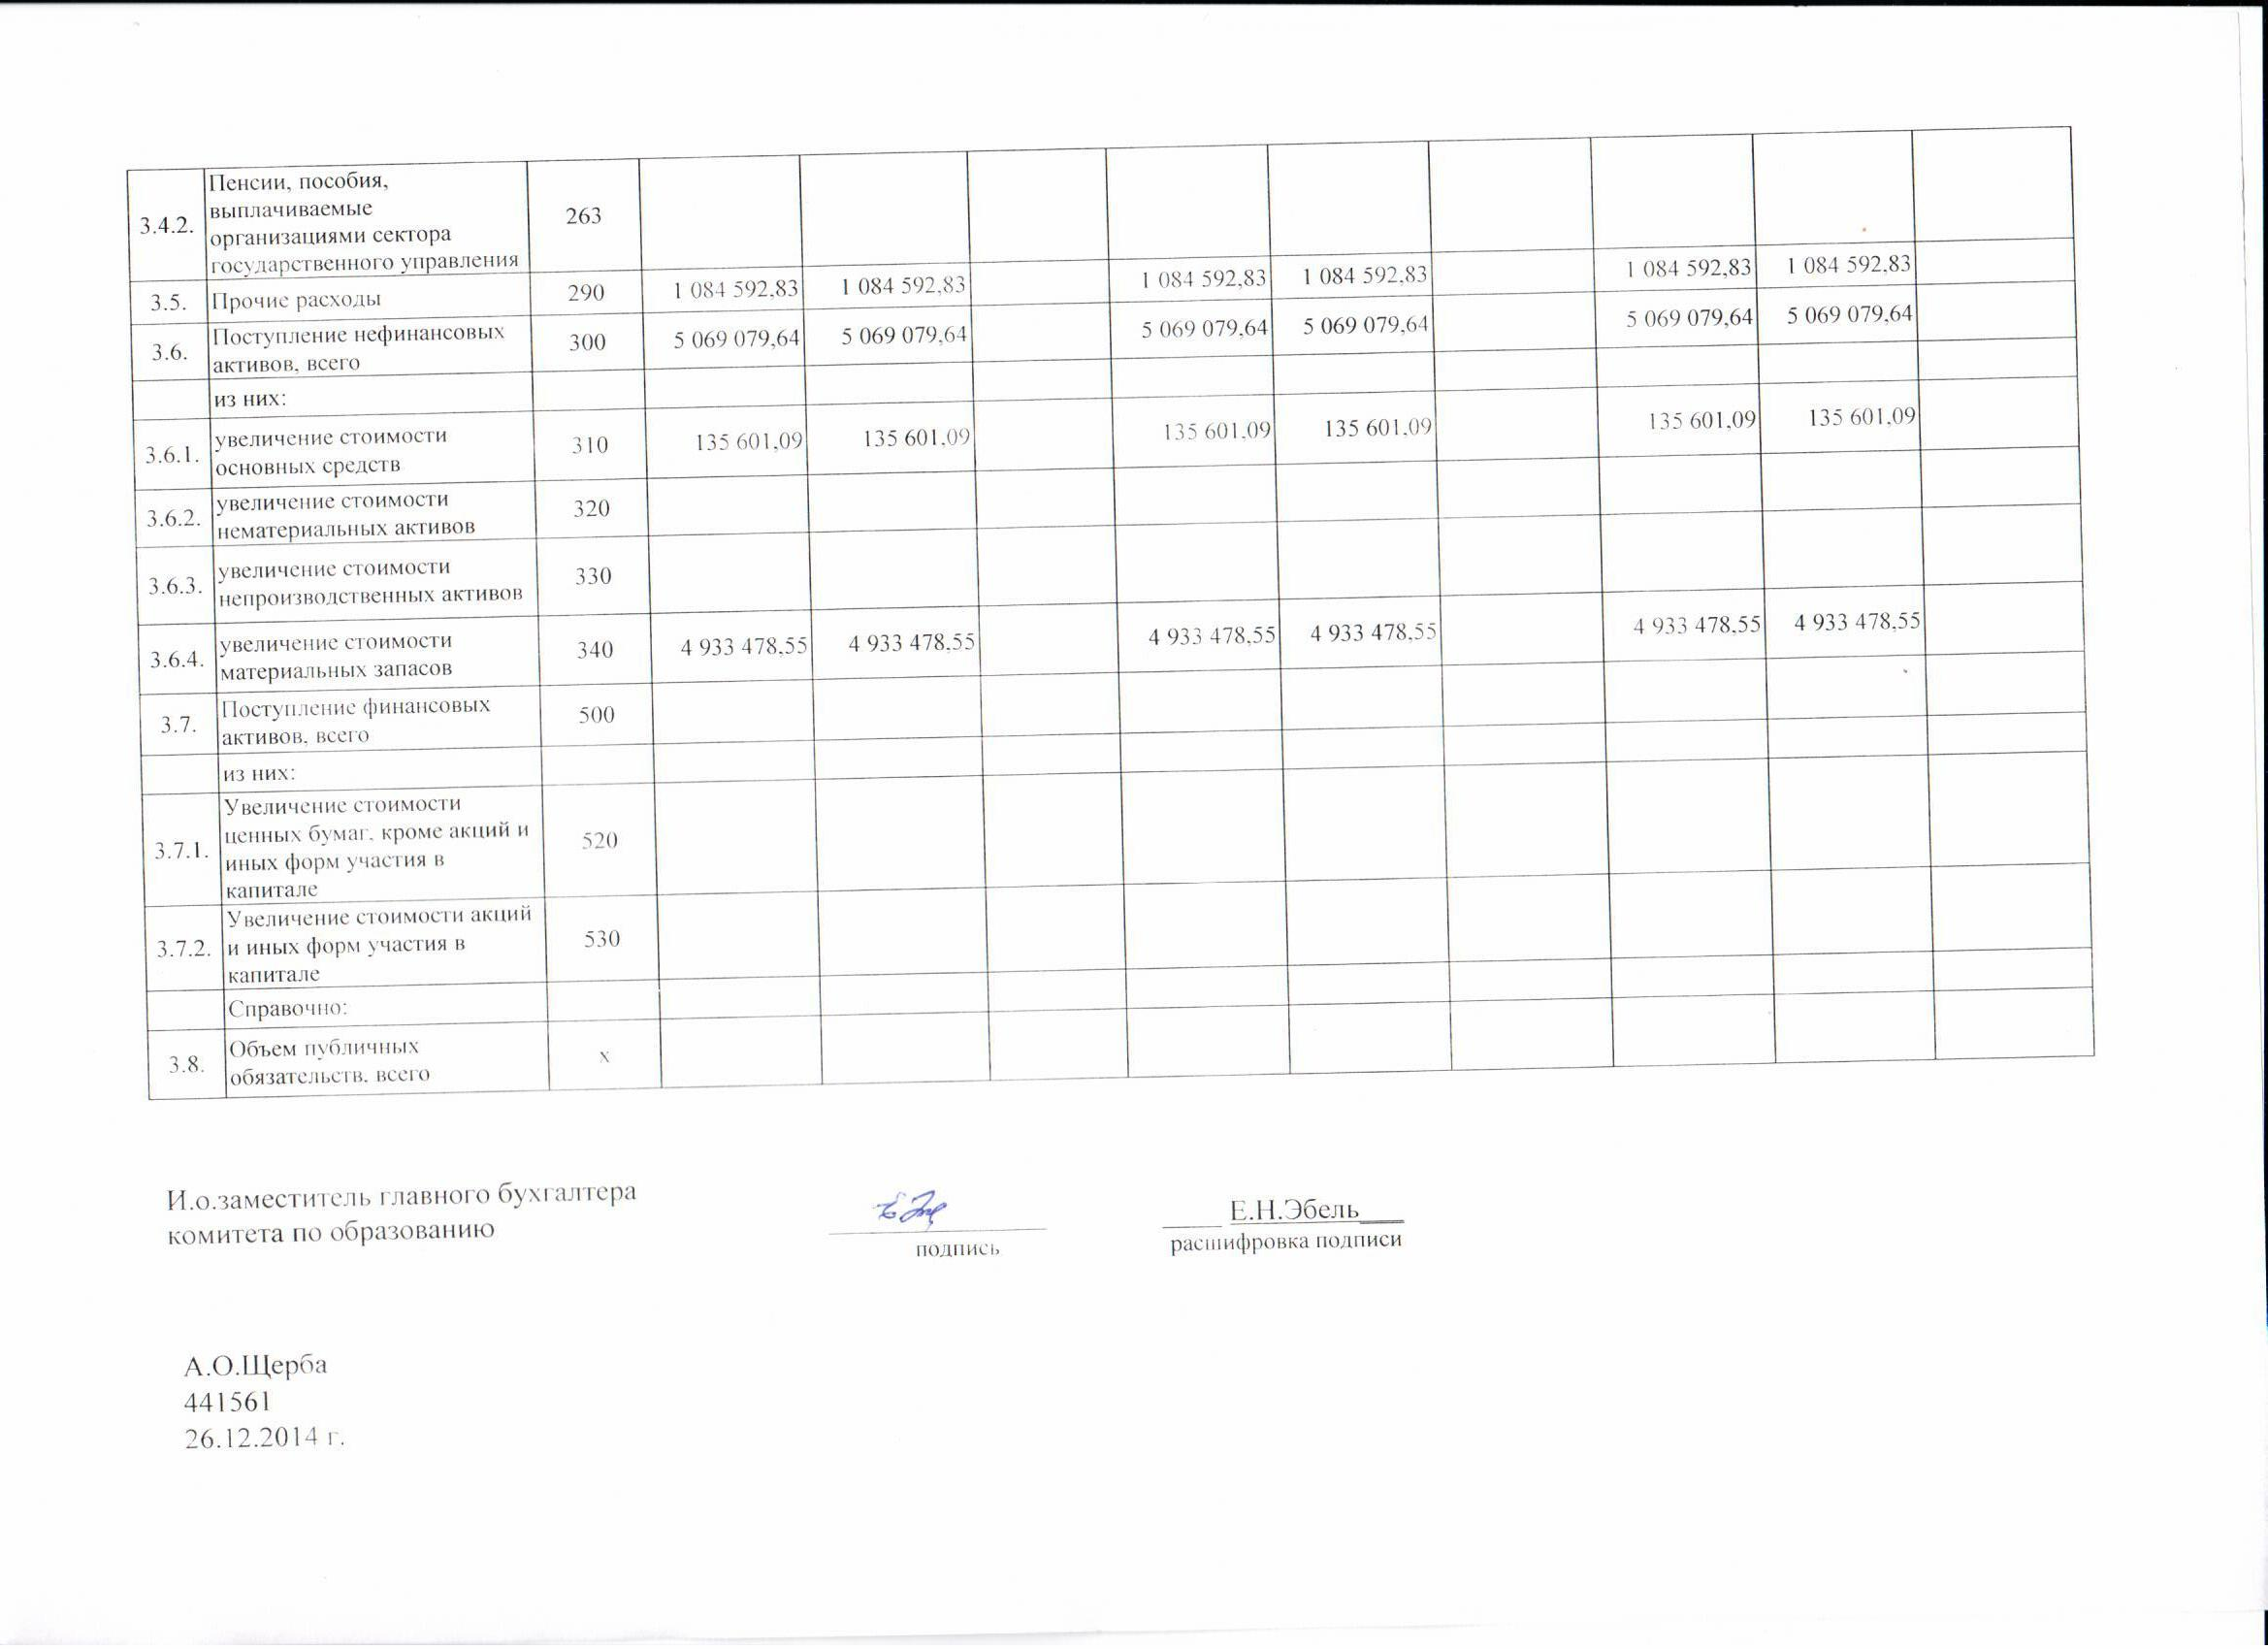 3.4.2.
Пенсии, пособия,
выплачиваемые
организациями сектора
государственного управления
263
3.5. Прочие расходы 290 1 084 592,83 1 084 592,83 1 084 592,83 1 084 592,83 1 084 592,83 1 084 592,83
3.6.
Поступление нефинансовых
активов, всего
300 5 069 079,64 5 069 079,64 5 069 079,64 5 069 079,64 5 069 079,64 5 069 079,64
из них:
3.6.1.
увеличение стоимости
основных средств
310 135 601,09 135 601,09 135 601,09 135 601,09 135 601,09 135 601,09
3.6.2.
увеличение стоимости
нематериальных активов
320
3.6.3.
увеличение стоимости
непроизводственных активов
330
3.6.4.
увеличение стоимости
материальных запасов
340 4 933 478,55 4 933 478,55 4 933 478,55 4 933 478,55 4 933 478,55 4 933 478,55
3.7.
Поступление финансовых
активов, всего
500
из них:
3.7.1.
Увеличение стоимости
ценных бумаг, кроме акций и
иных форм участия в
капитале
520
3.7.2.
Увеличение стоимости акций
и иных форм участия в
капитале
530
Справочно:
3.8.
Объем публичных
обязательств, всего
х
И.о.заместитель главного бухгалтера
комитета по образованию
Е.Н.Эбель
подпись
расшифровка подписи
А.О.Щерба
441561
26.12.2014 г.